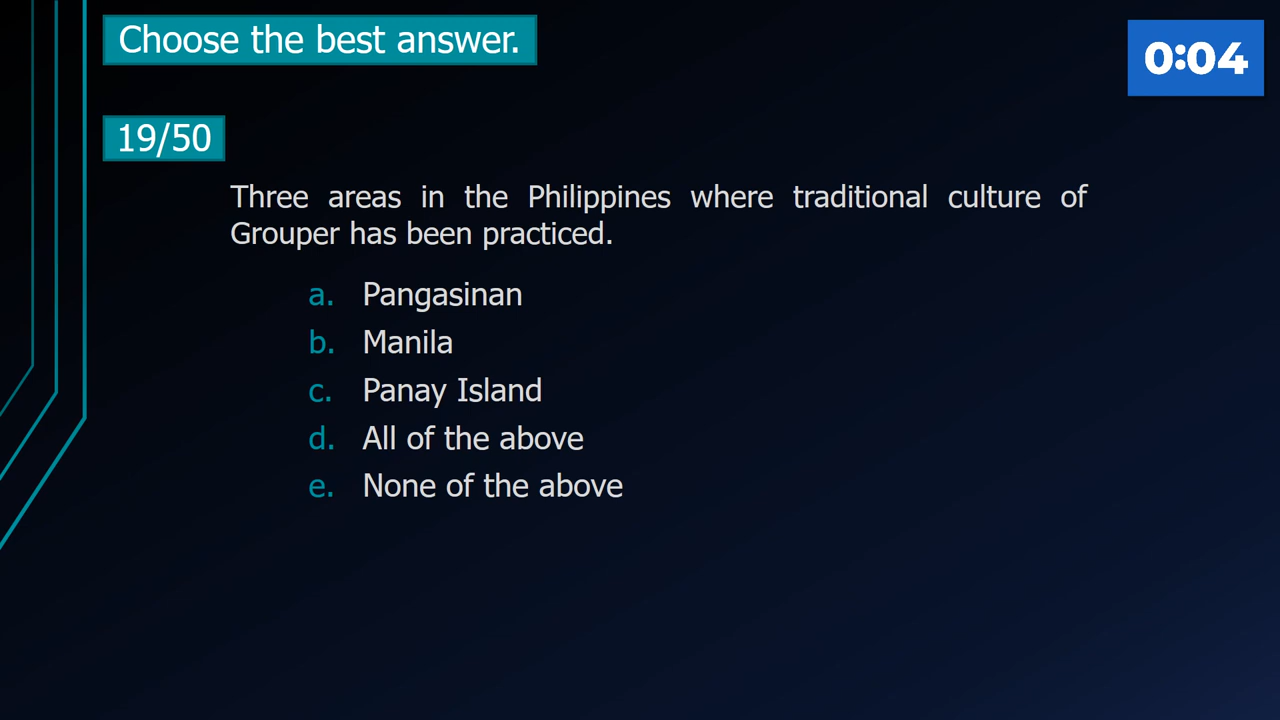 Choose the best answer.
0:04
19/50
Three areas in the Philippines where traditional culture of
Grouper has been practiced.
a. Pangasinan
b. Manila
c. Panay Island
d. All of the above
e. None of the above